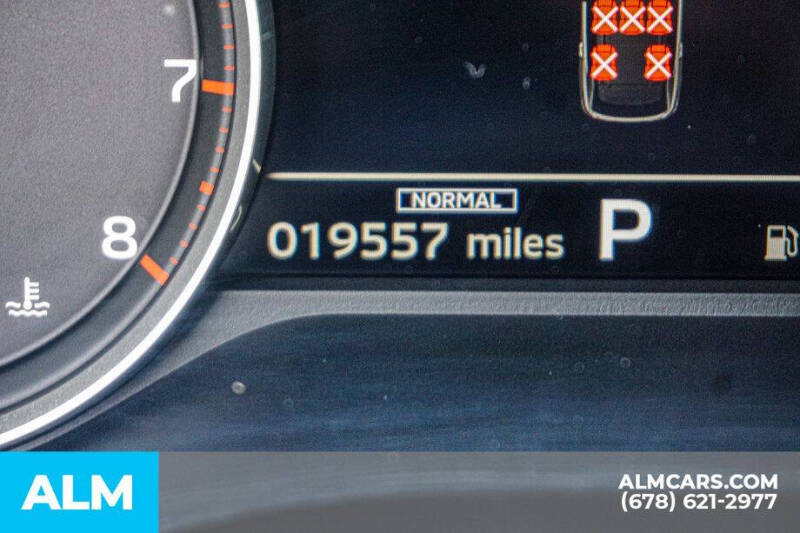 7
NORMAL
019557 miles P
8
ALM
ALMCARS.COM
(678) 621-2977